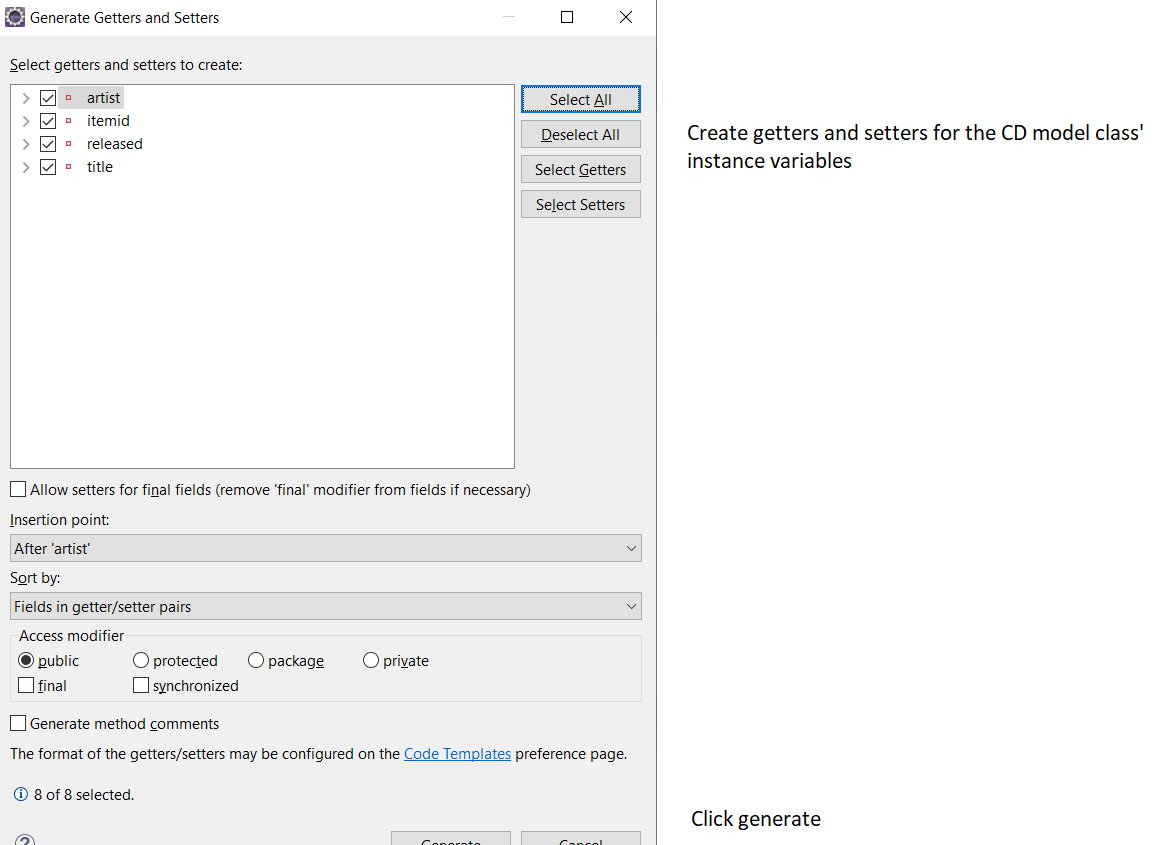 Generate Getters and Setters
Select getters and setters to create:
artist
itemid
released
title
Select All
Deselect All
Select Getters
Select Setters
Create getters and setters for the CD model class'
instance variables
Allow setters for final fields (remove 'final' modifier from fields if necessary)
Insertion point:
After 'artist'
Sort by:
Fields in getter/setter pairs
Access modifier
public protected package private
final synchronized
Generate method comments
The format of the getters/setters may be configured on the Code Templates preference page.
8 of 8 selected.
Click generate
? Generate Cancel